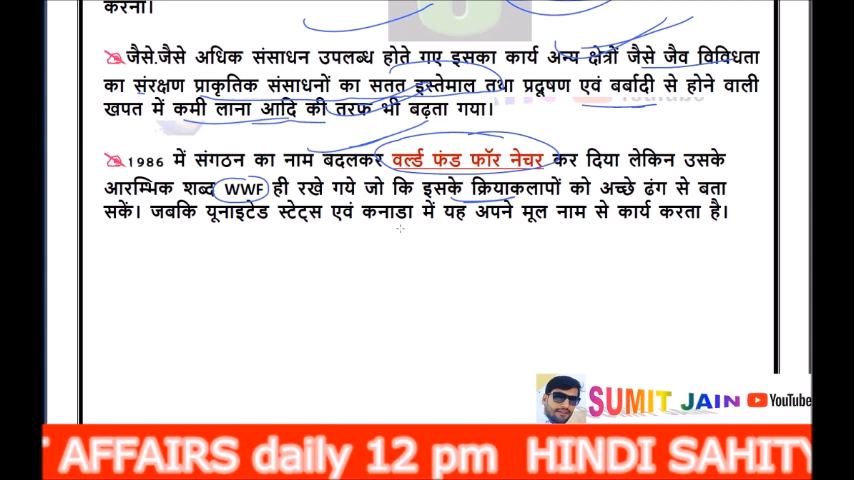 करना।
जैसे.जैसे अधिक संसाधन उपलब्ध होते गए इसका कार्य अन्य क्षेत्रों जैसे जैव विविधता
का संरक्षण प्राकृतिक संसाधनों का सतत इस्तेमाल तथा प्रदूषण एवं बर्बादी से होने वाली
खपत में कमी लाना आदि की तरफ भी बढ़ता गया।
1986 में संगठन का नाम बदलकर वर्ल्ड फंड फॉर नेचर कर दिया लेकिन उसके
आरम्भिक शब्द WWF ही रखे गये जो कि इसके क्रियाकलापों को अच्छे ढंग से बता
सकें। जबकि यूनाइटेड स्टेट्स एवं कनाडा में यह अपने मूल नाम से कार्य करता है।
SUMIT JAIN YouTube
T AFFAIRS daily 12 pm HINDI SAHITY